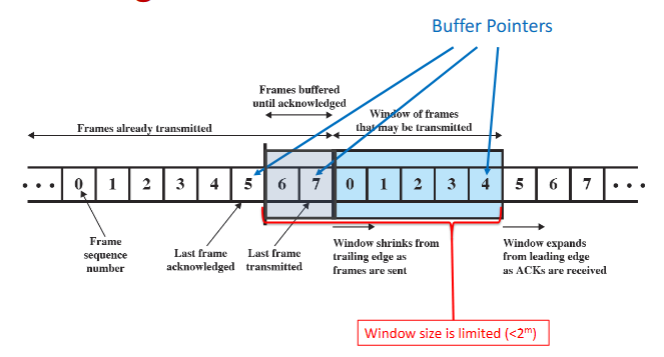 Buffer Pointers
Frames buffered
until acknowledged
Window of frames
that may be transmitted
Frames already transmitted
• • • 0 1 2 3 4 5 6 7 0 1 2 3 4 5 6 7 • • •
Frame
sequence
number
Last frame
acknowledged
Last frame
transmitted
Window shrinks from
trailing edge as
frames are sent
Window expands
from leading edge
as ACKs are received
Window size is limited (<2ᵐ)